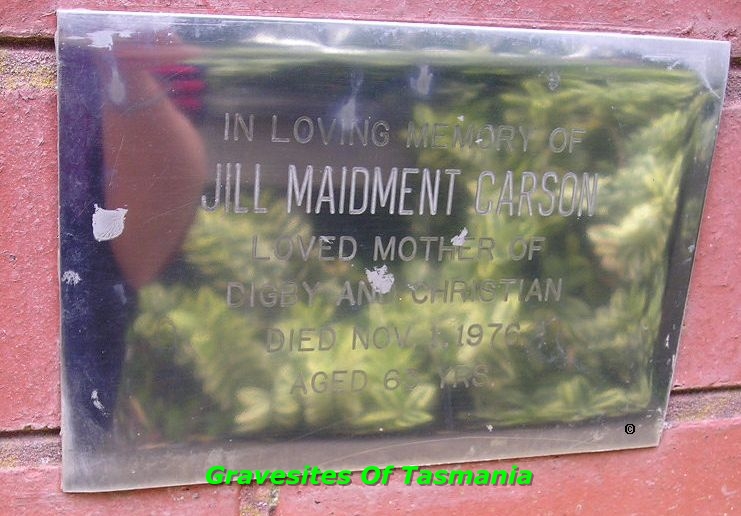 IN LOVING MEMORY OF
JILL MAIDMENT CARSON
LOVED MOTHER OF
DIGBY AND CHRISTIAN
DIED NOV. 1, 1976
AGED YRS.
©
Gravesites Of Tasmania